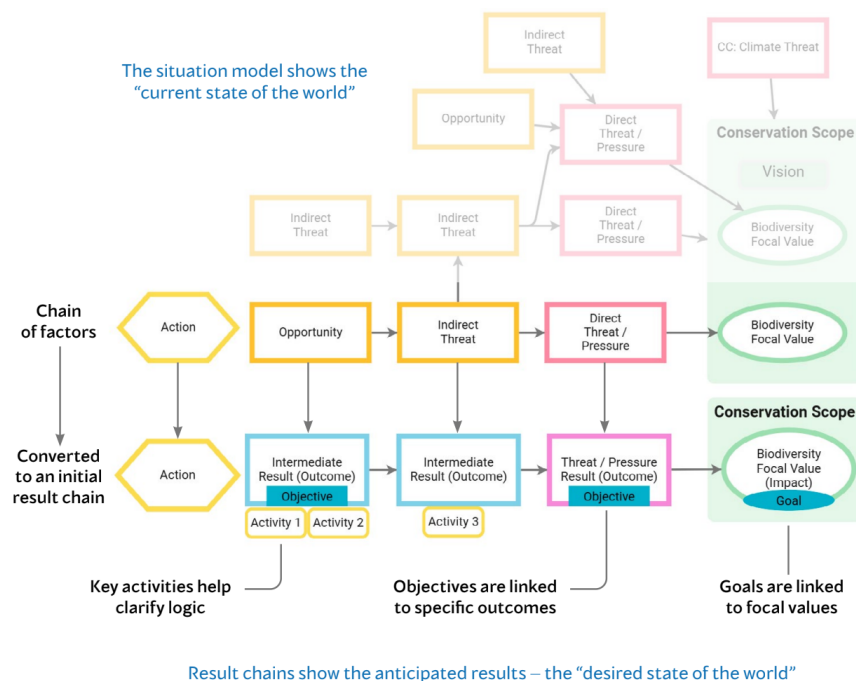 Indirect
Threat
CC: Climate Threat
The situation model shows the
“current state of the world”
Opportunity
Direct
Threat /
Pressure
Conservation Scope
Vision
Indirect
Threat
Indirect
Threat
Direct
Threat /
Pressure
Biodiversity
Focal Value
Chain
of factors
Action
Opportunity
Indirect
Threat
Direct
Threat /
Pressure
Biodiversity
Focal Value
Conservation Scope
Converted
to an initial
result chain
Action
Intermediate
Result (Outcome)
Objective
Activity 1
Activity 2
Intermediate
Result (Outcome)
Activity 3
Threat / Pressure
Result (Outcome)
Objective
Biodiversity
Focal Value
(Impact)
Goal
Key activities help
clarify logic
Objectives are linked
to specific outcomes
Goals are linked
to focal values
Result chains show the anticipated results – the “desired state of the world”